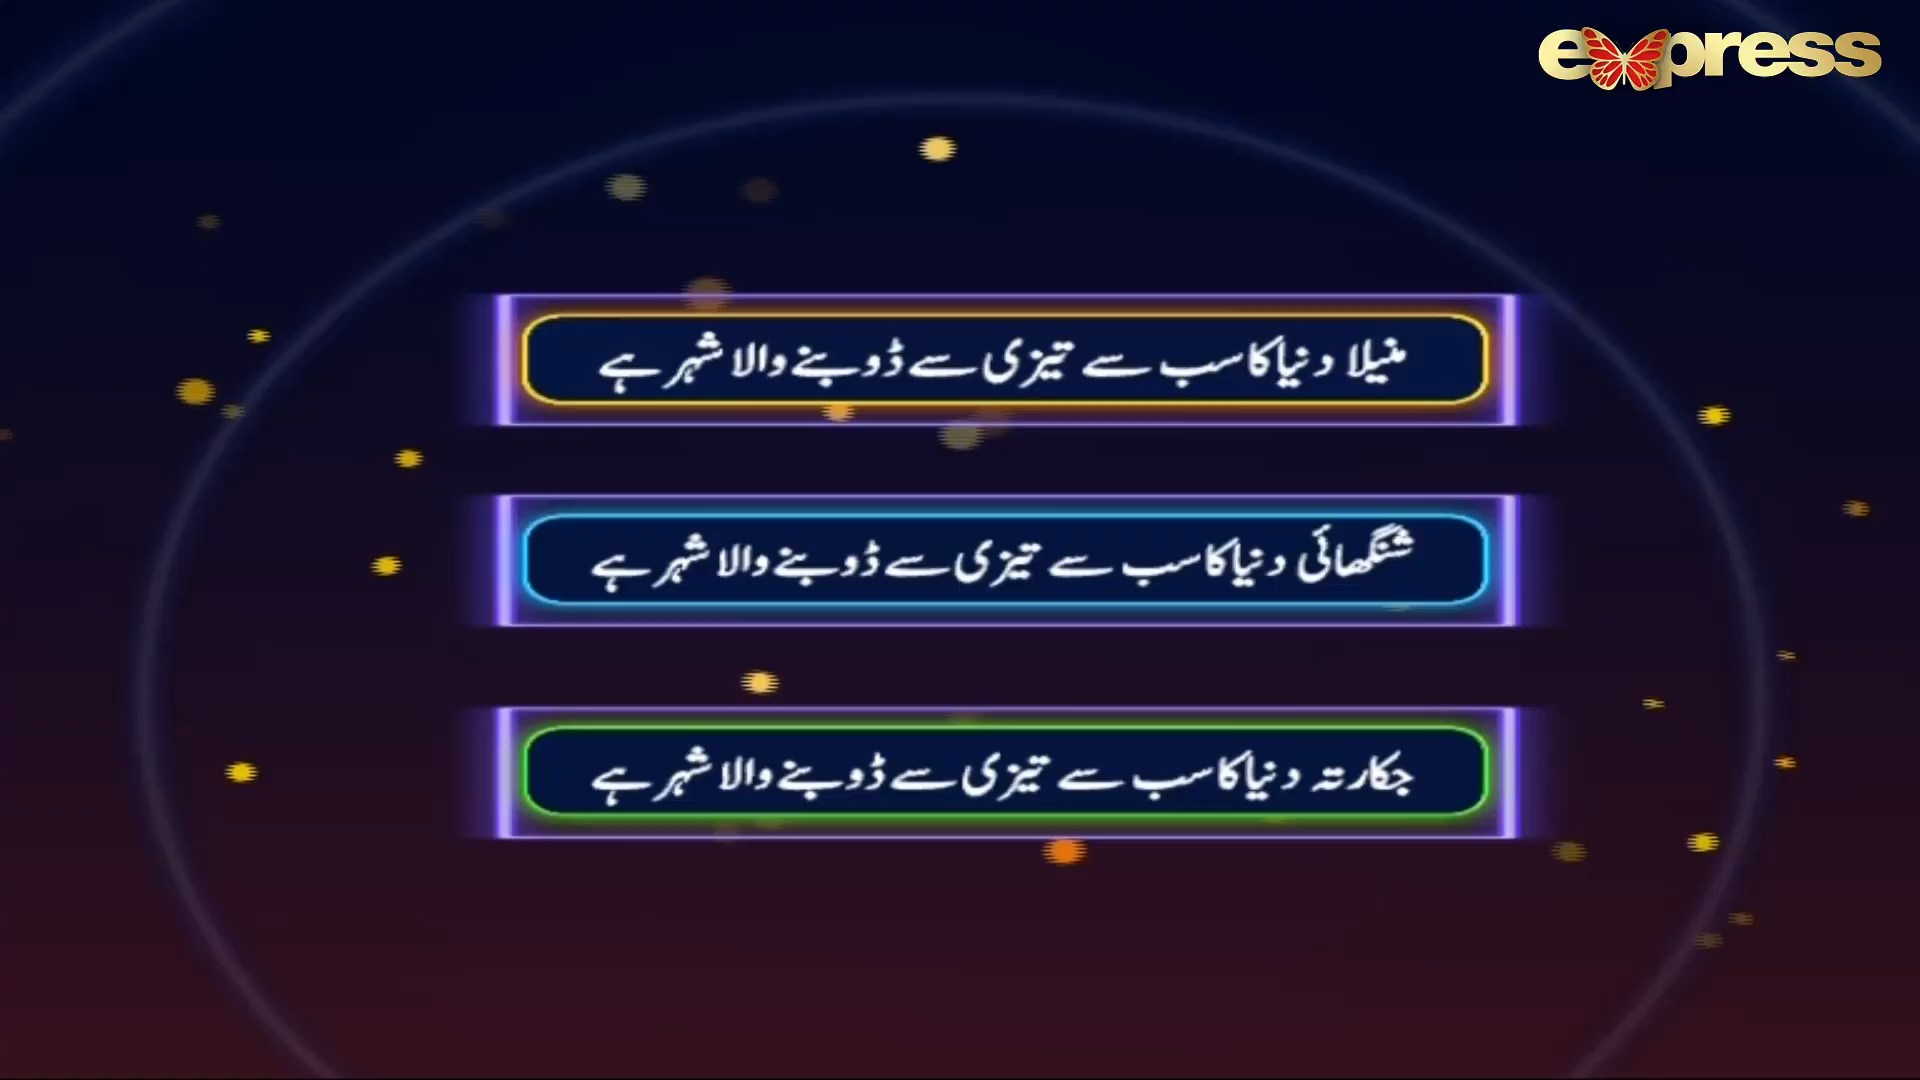 express
منیلا دنیا کا سب سے تیزی سے ڈوبنے والا شہر ہے
شنگھائی دنیا کا سب سے تیزی سے ڈوبنے والا شہر ہے
جکارتہ دنیا کا سب سے تیزی سے ڈوبنے والا شہر ہے